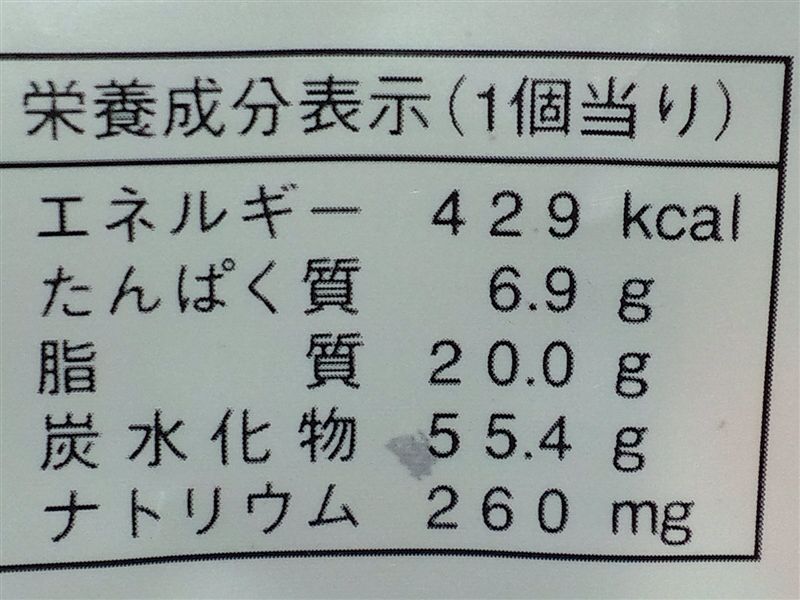 栄養成分表示(1個当り)
エネルギー 429 kcal
たんぱく質 6.9 g
脂質 20.0 g
炭水化物 55.4 g
ナトリウム 260 mg